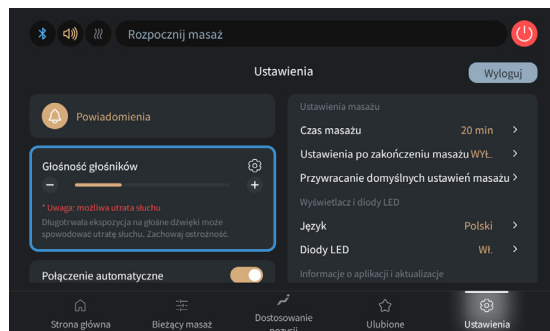 Rozpocznij masaż
Ustawienia
Wyloguj
Powiadomienia
Głośność głośników
* Uwaga: możliwa utrata słuchu
Długotrwała ekspozycja na głośne dźwięki może
spowodować utratę słuchu. Zachowaj ostrożność.
Połączenie automatyczne
Ustawienia masażu
Czas masażu 20 min
Ustawienia po zakończeniu masażu WYŁ.
Przywracanie domyślnych ustawień masażu
Wyświetlacz i diody LED
Język Polski
Diody LED Wł.
Informacje o aplikacji i aktualizacje
Strona główna
Bieżący masaż
Dostosowanie
pozycji
Ulubione
Ustawienia